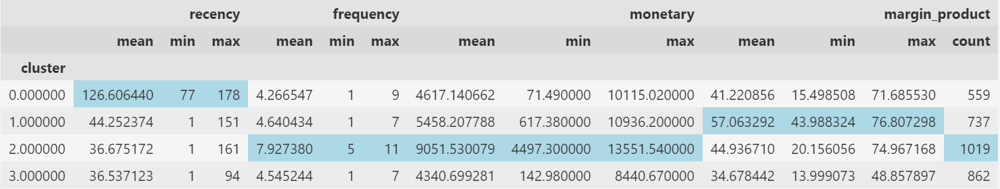 recency frequency monetary margin_product
mean min max mean min max mean min max mean min max count
cluster
0.000000 126.606440 77 178 4.266547 1 9 4617.140662 71.490000 10115.020000 41.220856 15.498508 71.685530 559
1.000000 44.252374 1 151 4.640434 1 7 5458.207788 617.380000 10936.200000 57.063292 43.988324 76.807298 737
2.000000 36.675172 1 161 7.927380 5 11 9051.530079 4497.300000 13551.540000 44.936710 20.156056 74.967168 1019
3.000000 36.537123 1 94 4.545244 1 7 4340.699281 142.980000 8440.670000 34.678442 13.999073 48.857897 862